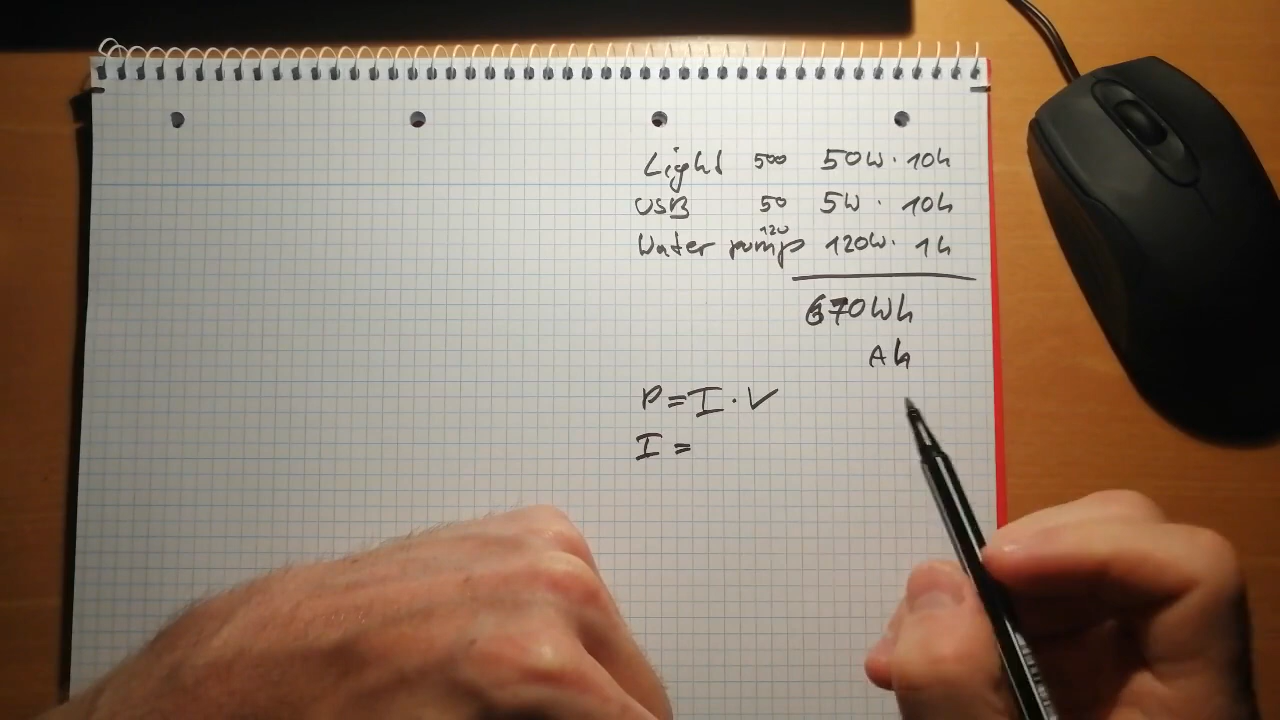 Light 500 50W · 10h
USB 50 5W · 10h
Water pump 120 120W · 1h
670Wh
Ah
P = I · V
I =